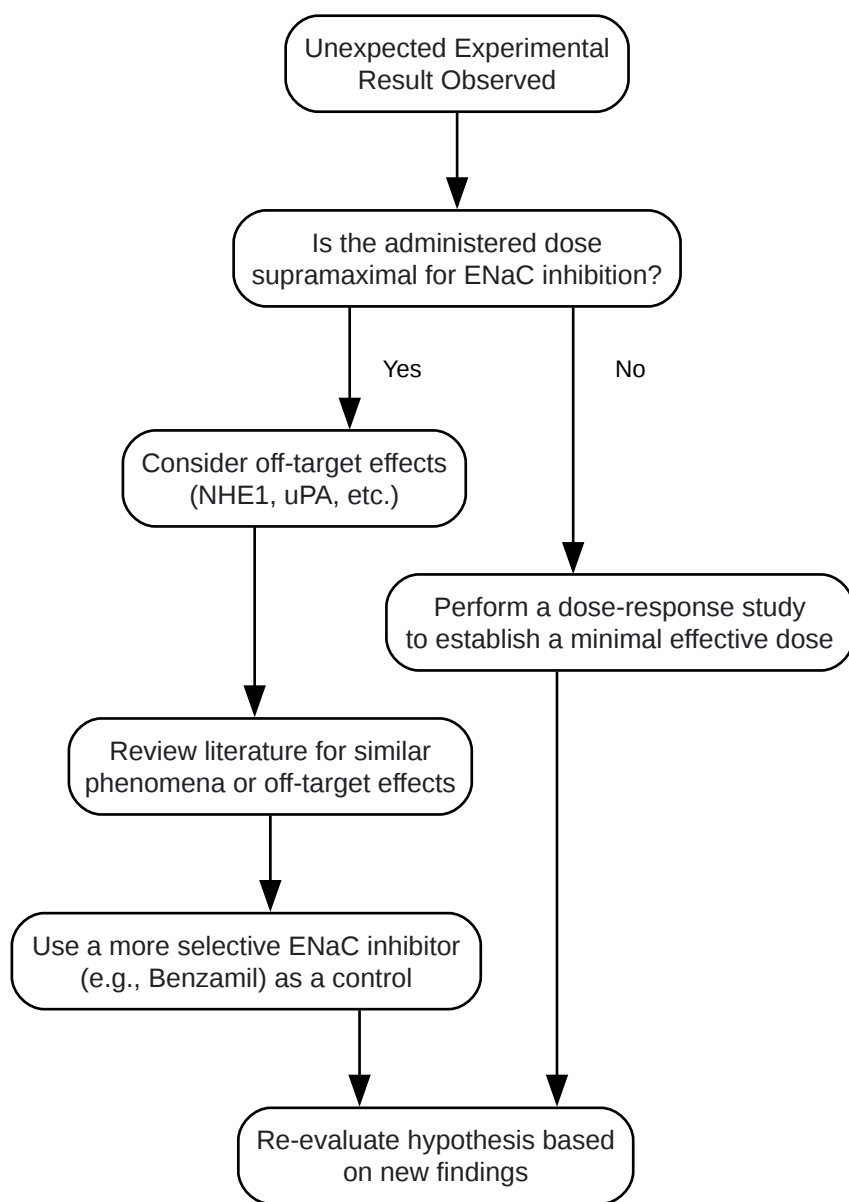 Unexpected Experimental
Result Observed
Is the administered dose
supramaximal for ENaC inhibition?
Yes
No
Consider off-target effects
(NHE1, uPA, etc.)
Perform a dose-response study
to establish a minimal effective dose
Review literature for similar
phenomena or off-target effects
Use a more selective ENaC inhibitor
(e.g., Benzamil) as a control
Re-evaluate hypothesis based
on new findings